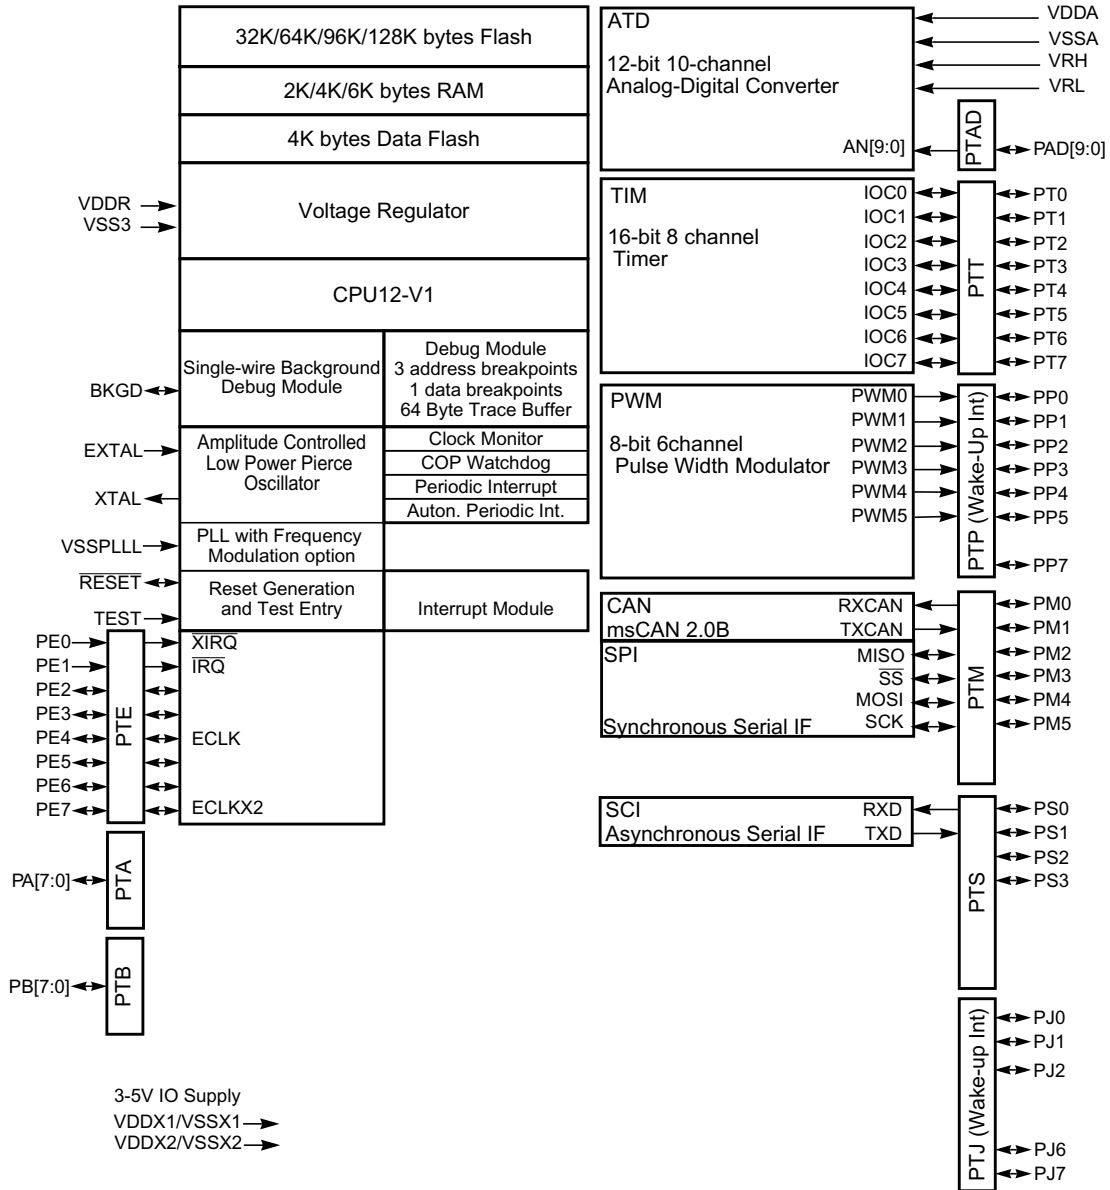 32K/64K/96K/128K bytes Flash
2K/4K/6K bytes RAM
4K bytes Data Flash
VDDR
VSS3
Voltage Regulator
CPU12-V1
BKGD
Single-wire Background
Debug Module
Debug Module
3 address breakpoints
1 data breakpoints
64 Byte Trace Buffer
EXTAL
XTAL
Amplitude Controlled
Low Power Pierce
Oscillator
Clock Monitor
COP Watchdog
Periodic Interrupt
Auton. Periodic Int.
VSSPLLL
PLL with Frequency
Modulation option
RESET
TEST
Reset Generation
and Test Entry
Interrupt Module
PE0
PE1
PE2
PE3
PE4
PE5
PE6
PE7
PTE
XIRQ
IRQ
ECLK
ECLKX2
PA[7:0]
PTA
PB[7:0]
PTB
3-5V IO Supply
VDDX1/VSSX1
VDDX2/VSSX2
ATD
12-bit 10-channel
Analog-Digital Converter
AN[9:0]
VDDA
VSSA
VRH
VRL
PTAD
PAD[9:0]
TIM
16-bit 8 channel
Timer
IOC0
IOC1
IOC2
IOC3
IOC4
IOC5
IOC6
IOC7
PTT
PT0
PT1
PT2
PT3
PT4
PT5
PT6
PT7
PWM
8-bit 6channel
Pulse Width Modulator
PWM0
PWM1
PWM2
PWM3
PWM4
PWM5
PTP (Wake-Up Int)
PP0
PP1
PP2
PP3
PP4
PP5
PP7
CAN
msCAN 2.0B
RXCAN
TXCAN
SPI
Synchronous Serial IF
MISO
SS
MOSI
SCK
PTM
PM0
PM1
PM2
PM3
PM4
PM5
SCI
Asynchronous Serial IF
RXD
TXD
PTS
PS0
PS1
PS2
PS3
PTJ (Wake-up Int)
PJ0
PJ1
PJ2
PJ6
PJ7